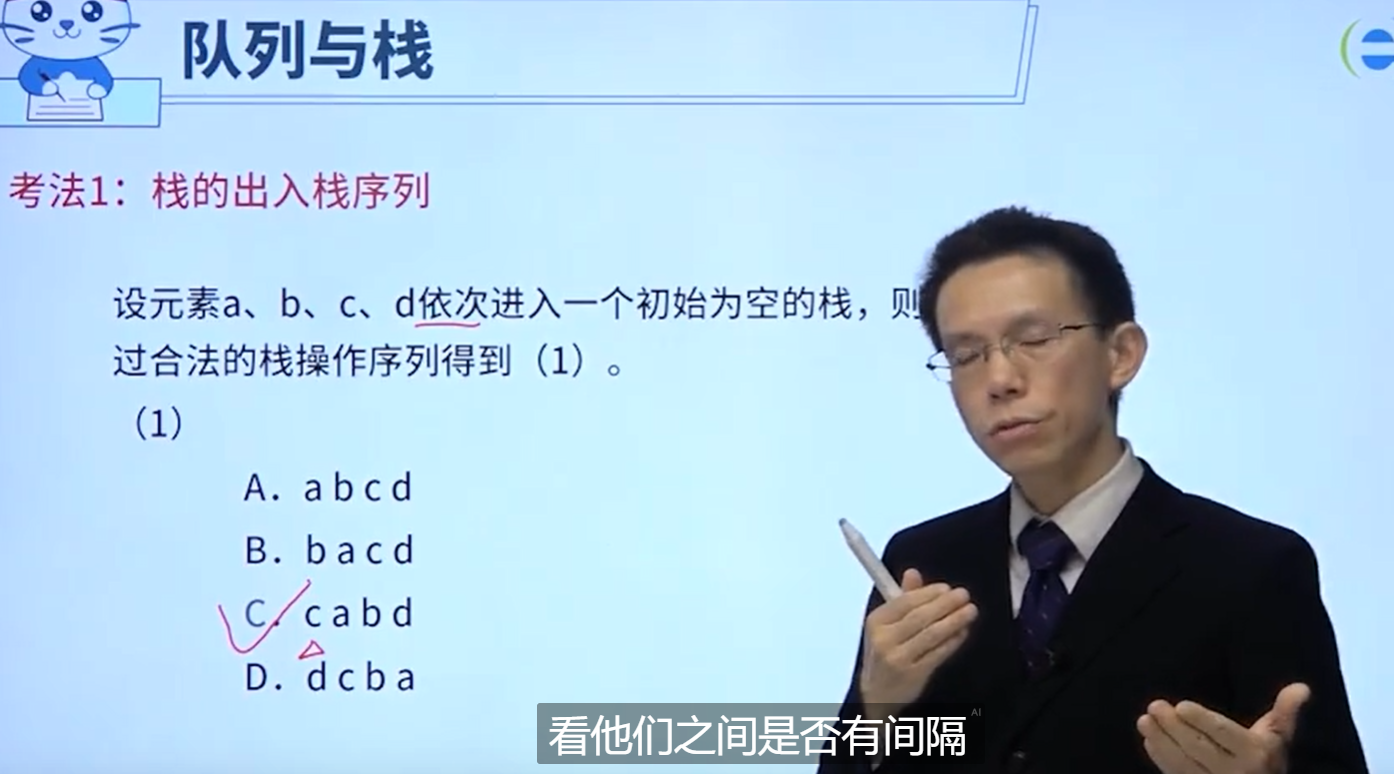 队列与栈
考法1：栈的出入栈序列
设元素a、b、c、d依次进入一个初始为空的栈，则
过合法的栈操作序列得到（1）。
（1）
A. a b c d
B. b a c d
C. c a b d
D. d c b a
看他们之间是否有间隔
AI